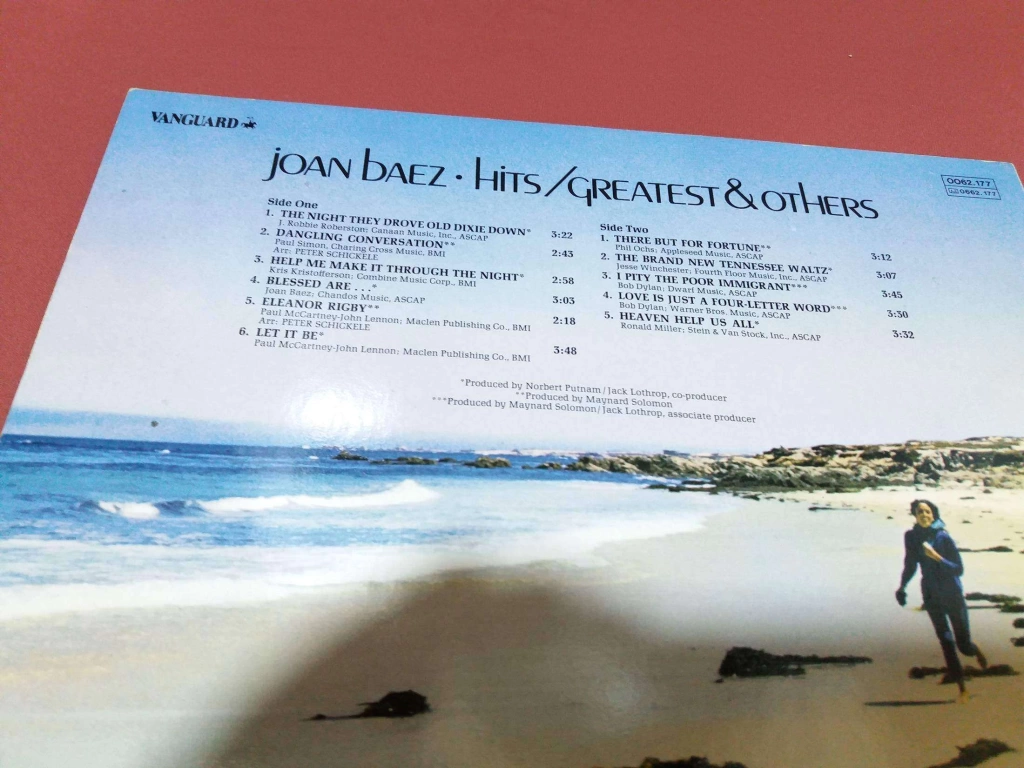 VANGUARD
JOAN BAEZ · HITS/GREATEST & OTHERS
0062.177
0662.177
Side One
1. THE NIGHT THEY DROVE OLD DIXIE DOWN* 3:22
J. Robbie Roberston; Canaan Music, Inc., ASCAP
2. DANGLING CONVERSATION** 2:43
Paul Simon, Charing Cross Music, BMI
Arr: PETER SCHICKELE
3. HELP ME MAKE IT THROUGH THE NIGHT* 2:58
Kris Kristofferson; Combine Music Corp., BMI
4. BLESSED ARE . . .* 3:03
Joan Baez; Chandos Music, ASCAP
5. ELEANOR RIGBY** 2:18
Paul McCartney-John Lennon; Maclen Publishing Co., BMI
Arr: PETER SCHICKELE
6. LET IT BE* 3:48
Paul McCartney-John Lennon; Maclen Publishing Co., BMI
Side Two
1. THERE BUT FOR FORTUNE** 3:12
Phil Ochs; Appleseed Music, ASCAP
2. THE BRAND NEW TENNESSEE WALTZ* 3:07
Jesse Winchester; Fourth Floor Music, Inc., ASCAP
3. I PITY THE POOR IMMIGRANT*** 3:45
Bob Dylan; Dwarf Music, ASCAP
4. LOVE IS JUST A FOUR-LETTER WORD*** 3:30
Bob Dylan; Warner Bros. Music, ASCAP
5. HEAVEN HELP US ALL* 3:32
Ronald Miller; Stein & Van Stock, Inc., ASCAP
*Produced by Norbert Putnam/Jack Lothrop, co-producer
**Produced by Maynard Solomon
***Produced by Maynard Solomon/Jack Lothrop, associate producer